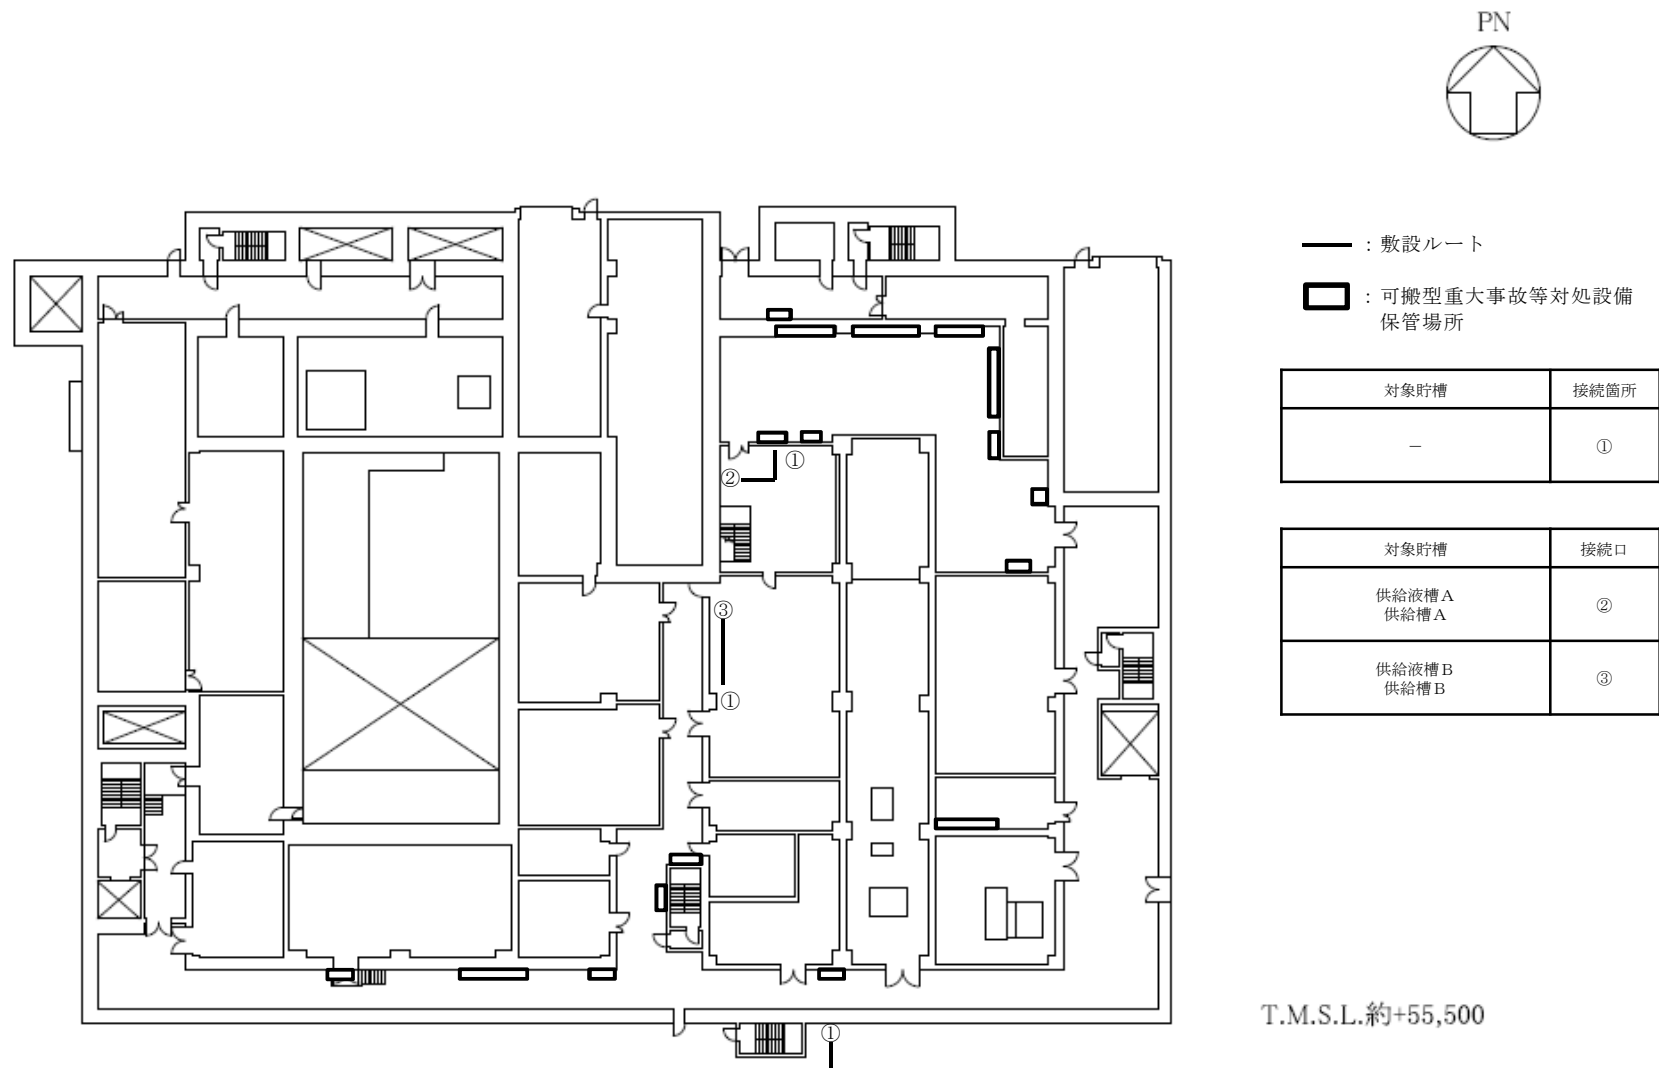 PN
：敷設ルート
：可搬型重大事故等対処設備
保管場所
対象貯槽 接続箇所
－ ①
対象貯槽 接続口
供給液槽A
供給槽A
②
供給液槽B
供給槽B
③
①
②
③
①
①
T.M.S.L.約+55,500